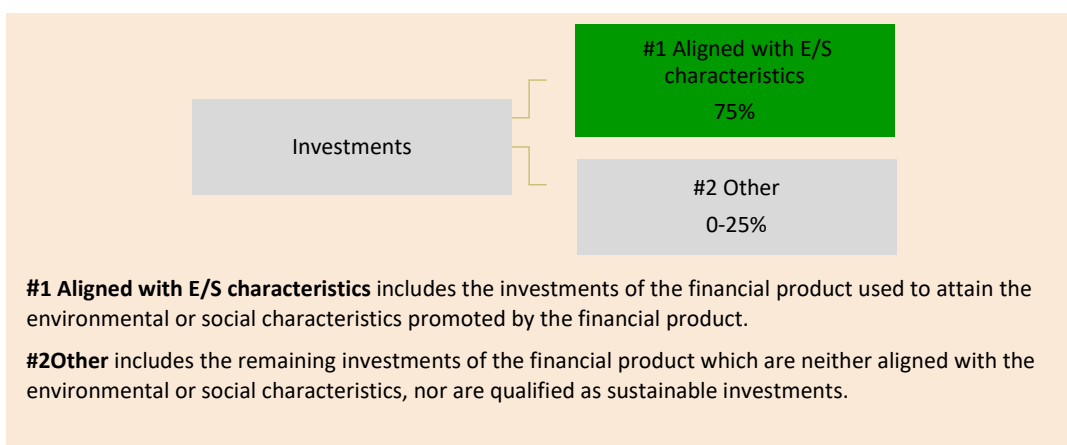 #1 Aligned with E/S
characteristics
75%
Investments
#2 Other
0-25%
#1 Aligned with E/S characteristics includes the investments of the financial product used to attain the
environmental or social characteristics promoted by the financial product.
#2Other includes the remaining investments of the financial product which are neither aligned with the
environmental or social characteristics, nor are qualified as sustainable investments.